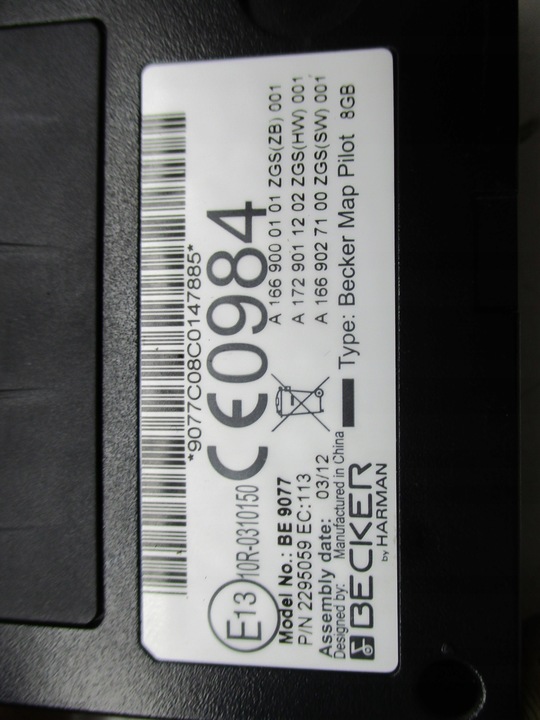 *9077C08C0147885*
E13 10R-0310150 CE0984
Model No.: BE 9077
P/N 2295059 EC:113
Assembly date: 03/12
Designed by: Manufactured in China
BECKER
by HARMAN
A 166 900 01 01 ZGS(ZB) 001
A 172 901 12 02 ZGS(HW) 001
A 166 902 71 00 ZGS(SW) 001
Type: Becker Map Pilot 8GB